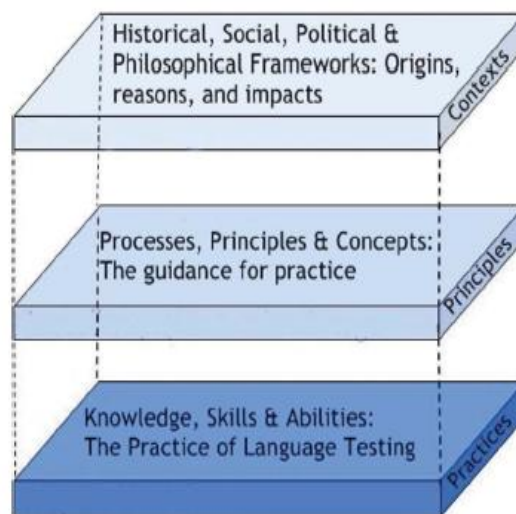 Historical, Social, Political &
Philosophical Frameworks: Origins,
reasons, and impacts
Contexts
Processes, Principles & Concepts:
The guidance for practice
Principles
Knowledge, Skills & Abilities:
The Practice of Language Testing
Practices